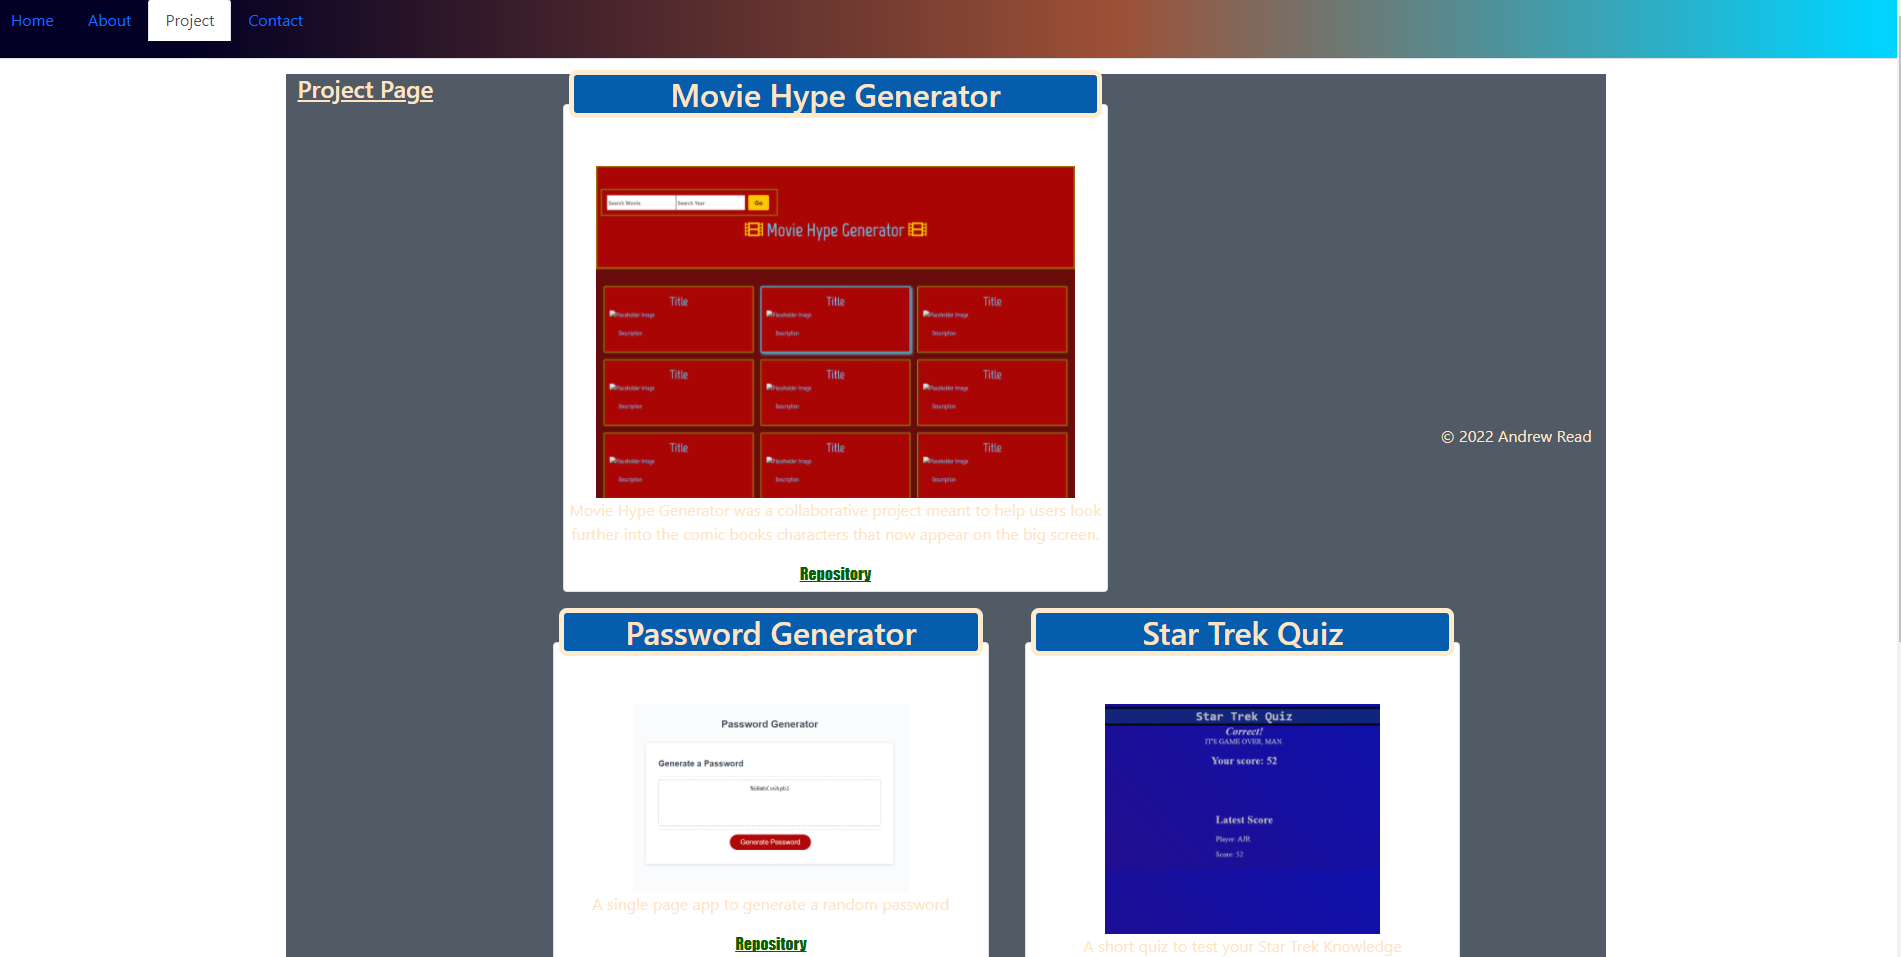 Home About Project Contact
Project Page
Movie Hype Generator
Search Movie Search Year Go
Movie Hype Generator
Title Title Title
Placeholder Image Placeholder Image Placeholder Image
Description Description Description
Title Title Title
Placeholder Image Placeholder Image Placeholder Image
Description Description Description
Title Title Title
Placeholder Image Placeholder Image Placeholder Image
Description Description Description
Movie Hype Generator was a collaborative project meant to help users look
further into the comic books characters that now appear on the big screen.
Repository
© 2022 Andrew Read
Password Generator
Password Generator
Generate a Password
Generate Password
A single page app to generate a random password
Repository
Star Trek Quiz
Star Trek Quiz
Correct!
IT'S GAME OVER, MAN.
Your score: 52
Latest Score
Player: AJR
Score: 52
A short quiz to test your Star Trek Knowledge